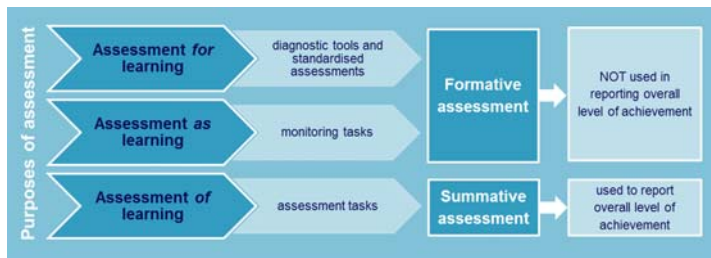 Purposes of assessment
Assessment for
learning
diagnostic tools and
standardised
assessments
Formative
assessment
NOT used in
reporting overall
level of achievement
Assessment as
learning
monitoring tasks
Assessment of
learning
assessment tasks
Summative
assessment
used to report
overall level of
achievement